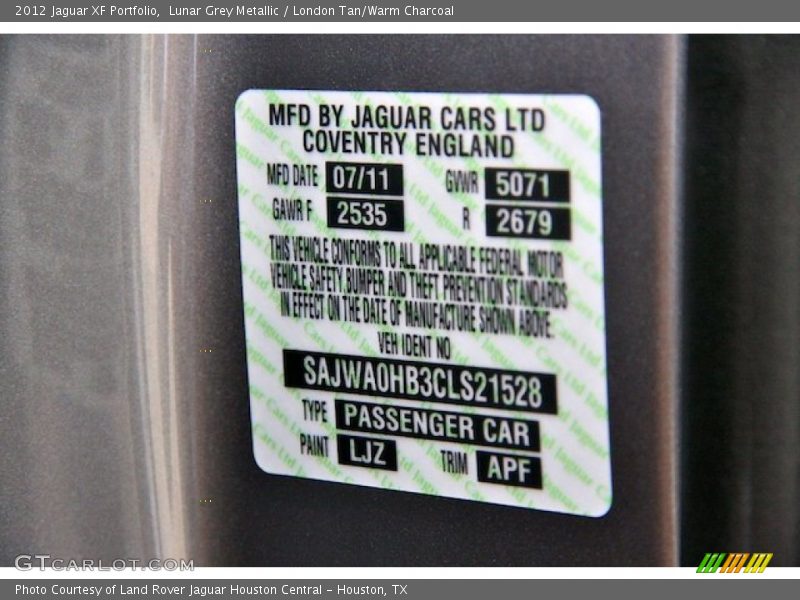 2012 Jaguar XF Portfolio,  Lunar Grey Metallic / London Tan/Warm Charcoal
MFD BY JAGUAR CARS LTD
COVENTRY ENGLAND
MFD DATE 07/11 GVWR 5071
GAWR F 2535 R 2679
THIS VEHICLE CONFORMS TO ALL APPLICABLE FEDERAL MOTOR
VEHICLE SAFETY, BUMPER AND THEFT PREVENTION STANDARDS
IN EFFECT ON THE DATE OF MANUFACTURE SHOWN ABOVE.
VEH IDENT NO
SAJWA0HB3CLS21528
TYPE PASSENGER CAR
PAINT LJZ TRIM APF
GTCARLOT.COM
Photo Courtesy of Land Rover Jaguar Houston Central – Houston, TX